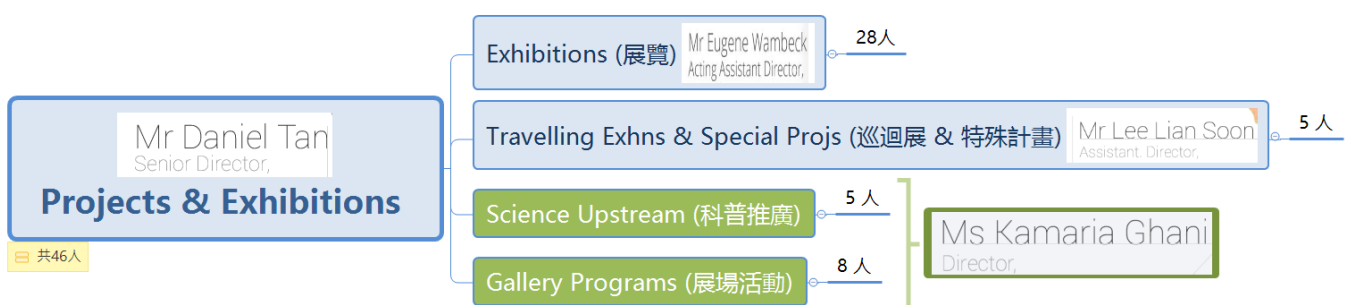 Mr Daniel Tan
Senior Director,
Projects & Exhibitions
共46人
Exhibitions (展覽)
Mr Eugene Wambeck
Acting Assistant Director,
28人
Travelling Exhns & Special Projs (巡迴展 & 特殊計畫)
Mr Lee Lian Soon
Assistant. Director,
5 人
Science Upstream (科普推廣)
5 人
Gallery Programs (展場活動)
8 人
Ms Kamaria Ghani
Director,